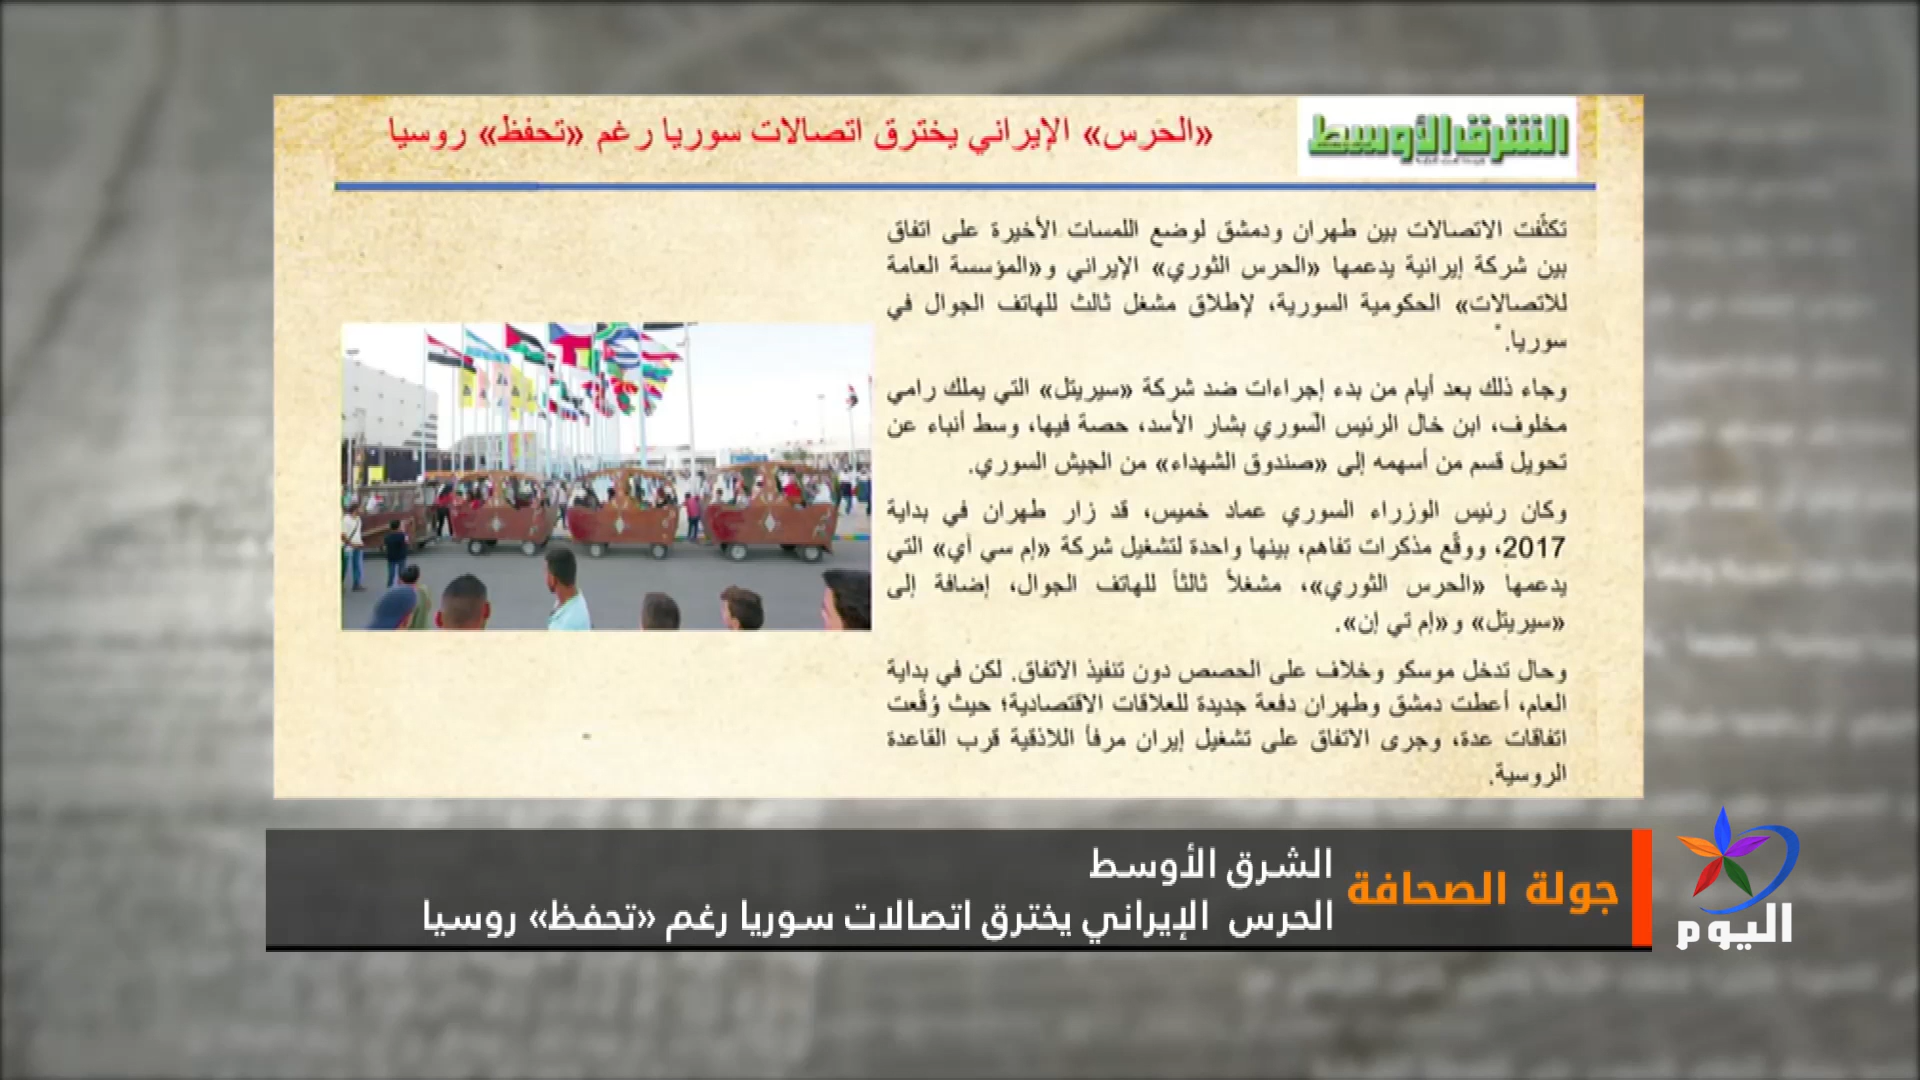 «الحرس» الإيراني يخترق اتصالات سوريا رغم «تحفظ» روسيا
الشرق الأوسط
تكثّفت الاتصالات بين طهران ودمشق لوضع اللمسات الأخيرة على اتفاق
بين شركة إيرانية يدعمها «الحرس الثوري» الإيراني و«المؤسسة العامة
للاتصالات» الحكومية السورية، لإطلاق مشغل ثالث للهاتف الجوال في
سوريا.
وجاء ذلك بعد أيام من بدء إجراءات ضد شركة «سيريتل» التي يملك رامي
مخلوف، ابن خال الرئيس السوري بشار الأسد، حصة فيها، وسط أنباء عن
تحويل قسم من أسهمه إلى «صندوق الشهداء» من الجيش السوري.
وكان رئيس الوزراء السوري عماد خميس، قد زار طهران في بداية
2017، ووقّع مذكرات تفاهم، بينها واحدة لتشغيل شركة «إم سي آي» التي
يدعمها «الحرس الثوري»، مشغلاً ثالثاً للهاتف الجوال، إضافة إلى
«سيريتل» و«إم تي إن».
وحال تدخل موسكو وخلاف على الحصص دون تنفيذ الاتفاق. لكن في بداية
العام، أعطت دمشق وطهران دفعة جديدة للعلاقات الاقتصادية؛ حيث وُقّعت
اتفاقات عدة، وجرى الاتفاق على تشغيل إيران مرفأ اللاذقية قرب القاعدة
الروسية.
جولة الصحافة
الشرق الأوسط
الحرس الإيراني يخترق اتصالات سوريا رغم «تحفظ» روسيا
اليوم